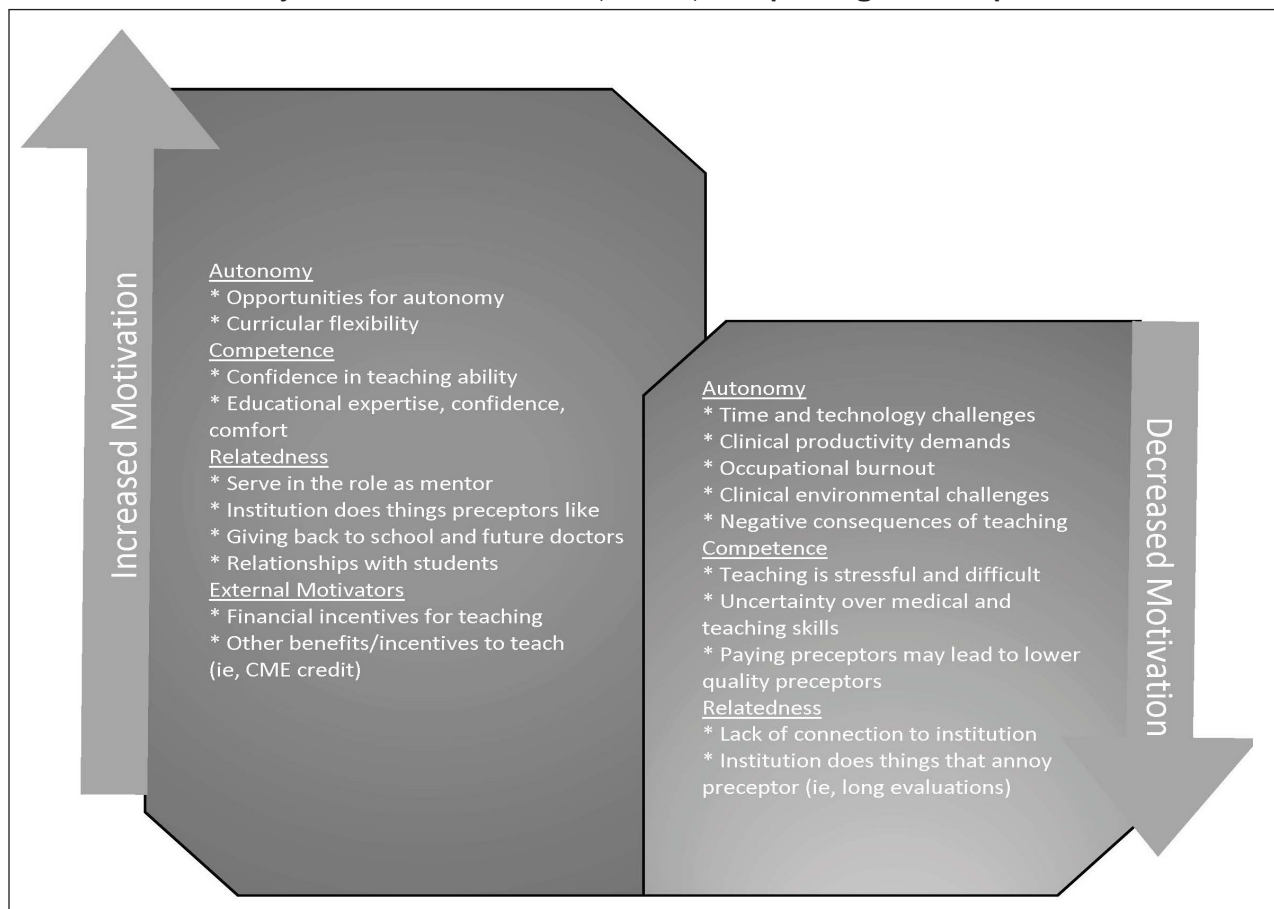 Increased Motivation
Autonomy
* Opportunities for autonomy
* Curricular flexibility
Competence
* Confidence in teaching ability
* Educational expertise, confidence,
comfort
Relatedness
* Serve in the role as mentor
* Institution does things preceptors like
* Giving back to school and future doctors
* Relationships with students
External Motivators
* Financial incentives for teaching
* Other benefits/incentives to teach
(ie, CME credit)
Autonomy
* Time and technology challenges
* Clinical productivity demands
* Occupational burnout
* Clinical environmental challenges
* Negative consequences of teaching
Competence
* Teaching is stressful and difficult
* Uncertainty over medical and
teaching skills
* Paying preceptors may lead to lower
quality preceptors
Relatedness
* Lack of connection to institution
* Institution does things that annoy
preceptor (ie, long evaluations)
Decreased Motivation